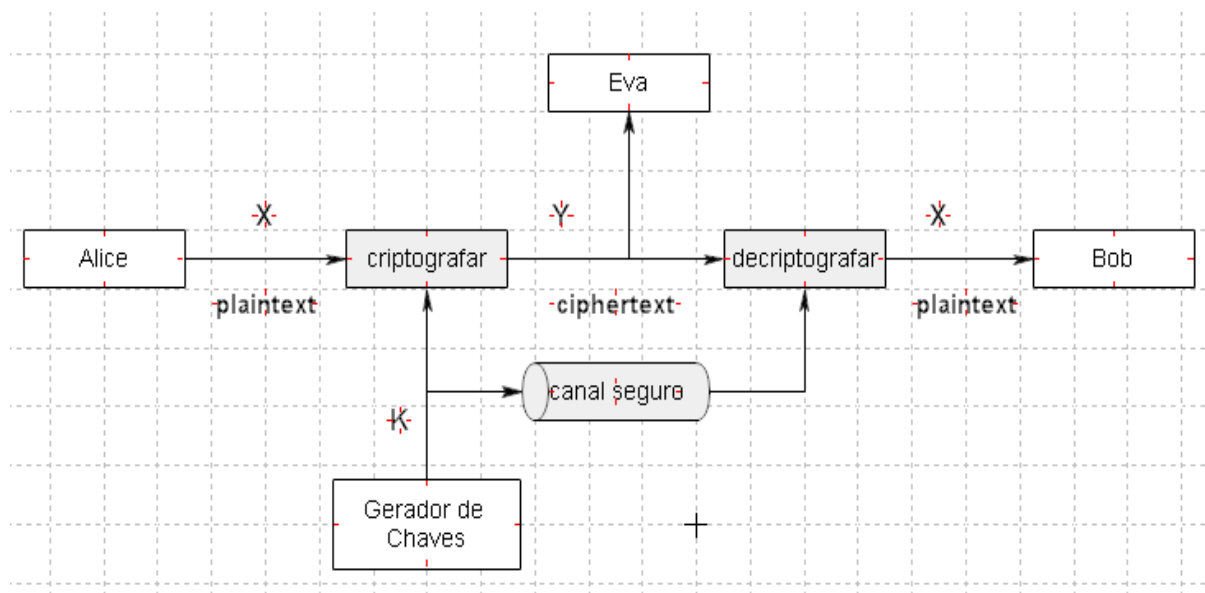 Eva
X
Y
X
Alice
criptografar
decriptografar
Bob
plaintext
ciphertext
plaintext
canal seguro
K
Gerador de
Chaves